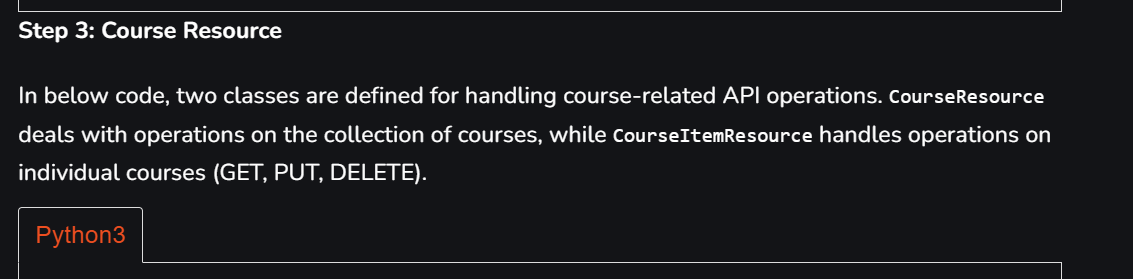 Step 3: Course Resource
In below code, two classes are defined for handling course-related API operations. CourseResource
deals with operations on the collection of courses, while CourseItemResource handles operations on
individual courses (GET, PUT, DELETE).
Python3